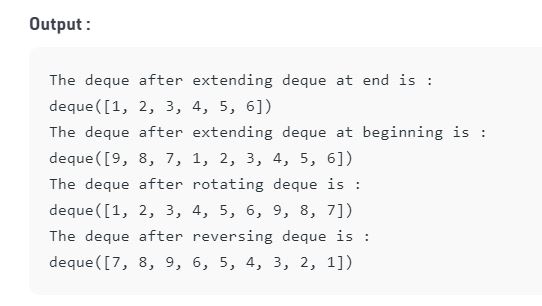 Output :
The deque after extending deque at end is :
deque([1, 2, 3, 4, 5, 6])
The deque after extending deque at beginning is :
deque([9, 8, 7, 1, 2, 3, 4, 5, 6])
The deque after rotating deque is :
deque([1, 2, 3, 4, 5, 6, 9, 8, 7])
The deque after reversing deque is :
deque([7, 8, 9, 6, 5, 4, 3, 2, 1])